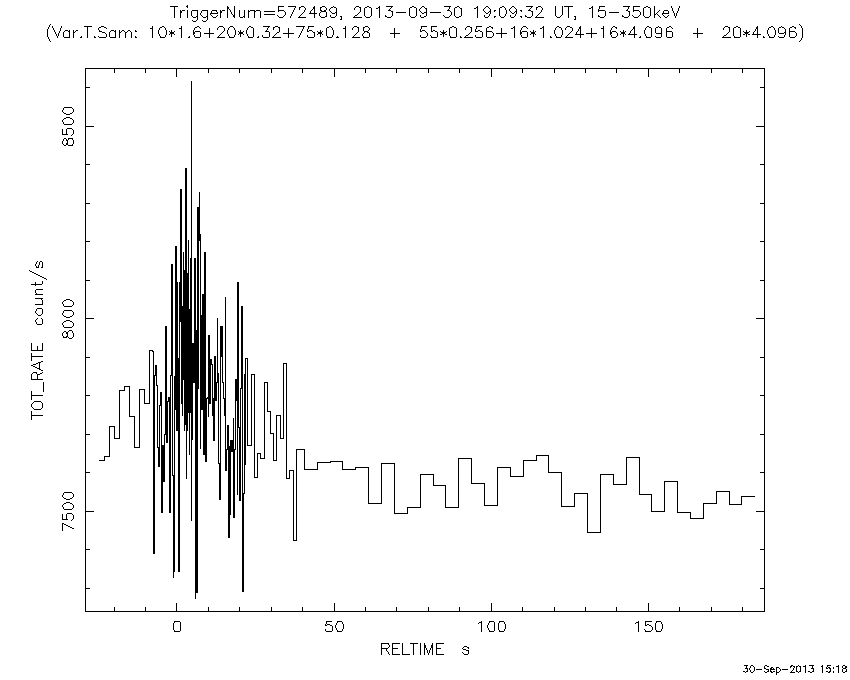 TriggerNum=572489, 2013-09-30 19:09:32 UT, 15-350keV
(Var.T.Sam: 10*1.6+20*0.32+75*0.128 + 55*0.256+16*1.024+16*4.096 + 20*4.096)
8500
8000
7500
TOT_RATE count/s
0 50 100 150
RELTIME s
30-Sep-2013 15:18